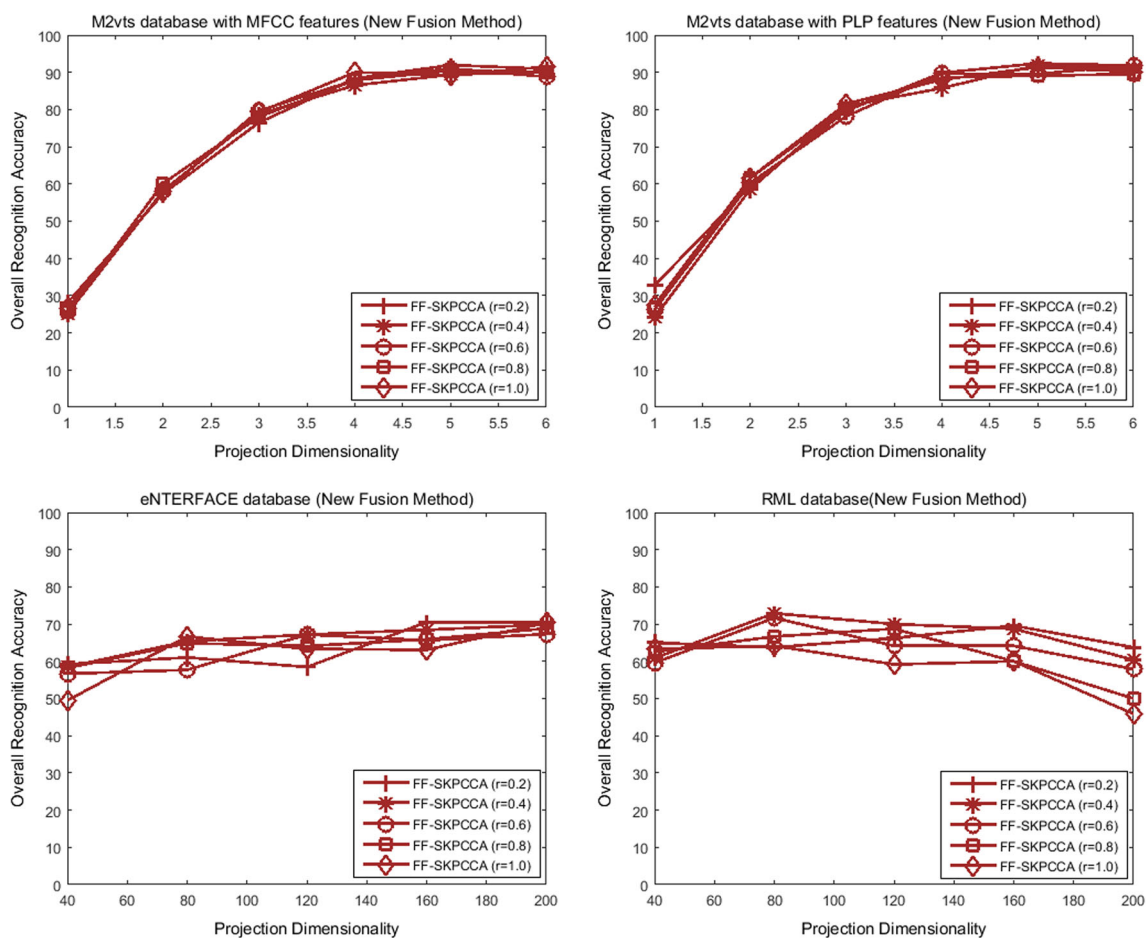 M2vts database with MFCC features (New Fusion Method)
100
90
80
70
60
50
40
30
20
10
0
Overall Recognition Accuracy
FF-SKPCCA (r=0.2)
FF-SKPCCA (r=0.4)
FF-SKPCCA (r=0.6)
FF-SKPCCA (r=0.8)
FF-SKPCCA (r=1.0)
1 1.5 2 2.5 3 3.5 4 4.5 5 5.5 6
Projection Dimensionality
M2vts database with PLP features (New Fusion Method)
100
90
80
70
60
50
40
30
20
10
0
Overall Recognition Accuracy
FF-SKPCCA (r=0.2)
FF-SKPCCA (r=0.4)
FF-SKPCCA (r=0.6)
FF-SKPCCA (r=0.8)
FF-SKPCCA (r=1.0)
1 1.5 2 2.5 3 3.5 4 4.5 5 5.5 6
Projection Dimensionality
eNTERFACE database (New Fusion Method)
100
90
80
70
60
50
40
30
20
10
0
Overall Recognition Accuracy
FF-SKPCCA (r=0.2)
FF-SKPCCA (r=0.4)
FF-SKPCCA (r=0.6)
FF-SKPCCA (r=0.8)
FF-SKPCCA (r=1.0)
40 60 80 100 120 140 160 180 200
Projection Dimensionality
RML database(New Fusion Method)
100
90
80
70
60
50
40
30
20
10
0
Overall Recognition Accuracy
FF-SKPCCA (r=0.2)
FF-SKPCCA (r=0.4)
FF-SKPCCA (r=0.6)
FF-SKPCCA (r=0.8)
FF-SKPCCA (r=1.0)
40 60 80 100 120 140 160 180 200
Projection Dimensionality